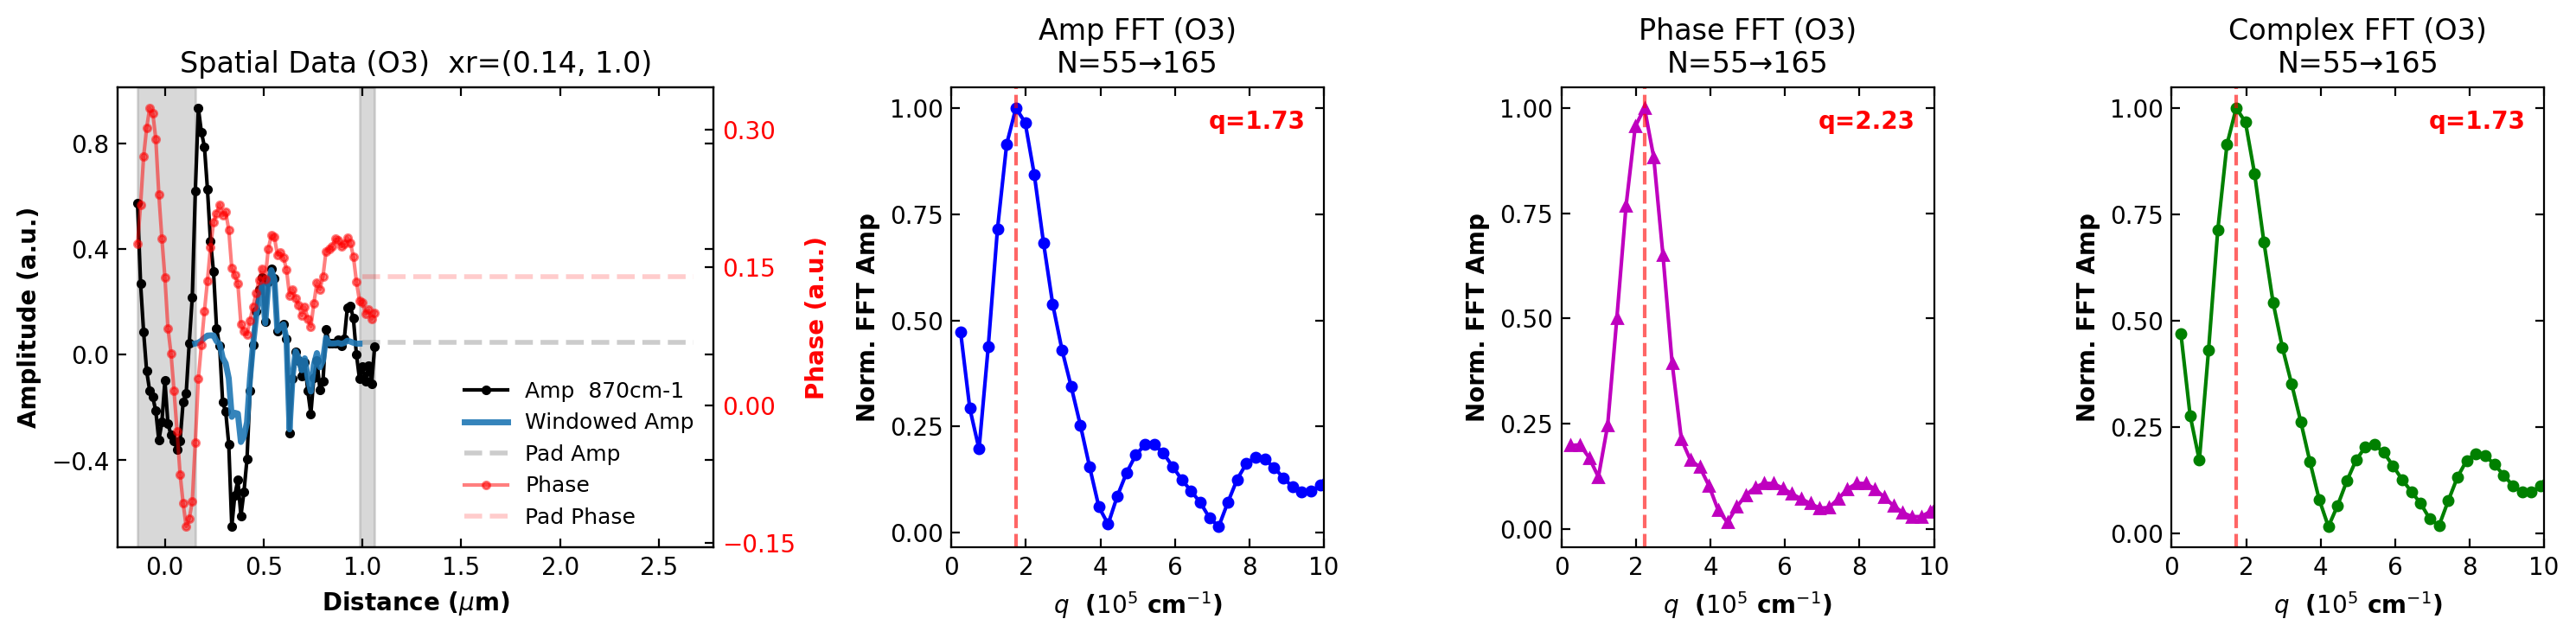 Spatial Data (O3)  xr=(0.14, 1.0)
Amplitude (a.u.)
0.8
0.4
0.0
−0.4
0.0 0.5 1.0 1.5 2.0 2.5
Distance (μm)
0.30
0.15
0.00
−0.15
Phase (a.u.)
Amp  870cm-1
Windowed Amp
Pad Amp
Phase
Pad Phase
Amp FFT (O3)
N=55→165
q=1.73
Norm. FFT Amp
1.00
0.75
0.50
0.25
0.00
0 2 4 6 8 10
q  (10⁵ cm⁻¹)
Phase FFT (O3)
N=55→165
q=2.23
Norm. FFT Amp
1.00
0.75
0.50
0.25
0.00
0 2 4 6 8 10
q  (10⁵ cm⁻¹)
Complex FFT (O3)
N=55→165
q=1.73
Norm. FFT Amp
1.00
0.75
0.50
0.25
0.00
0 2 4 6 8 10
q  (10⁵ cm⁻¹)